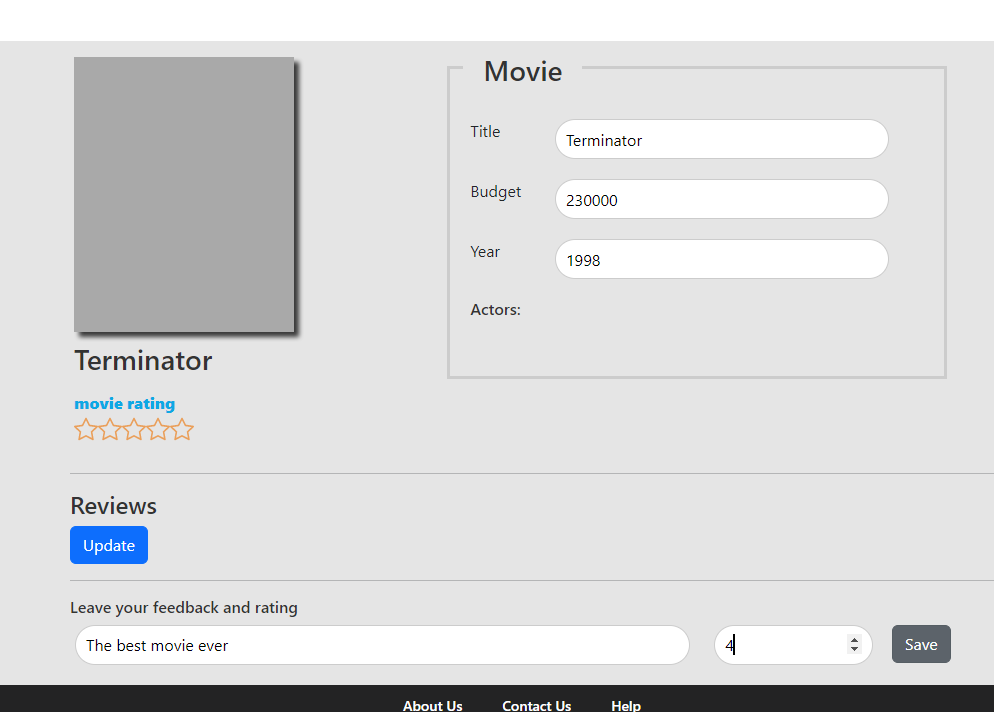 Movie
Title
Terminator
Budget
230000
Year
1998
Actors:
Terminator
movie rating
Reviews
Update
Leave your feedback and rating
The best movie ever
4
Save
About Us Contact Us Help